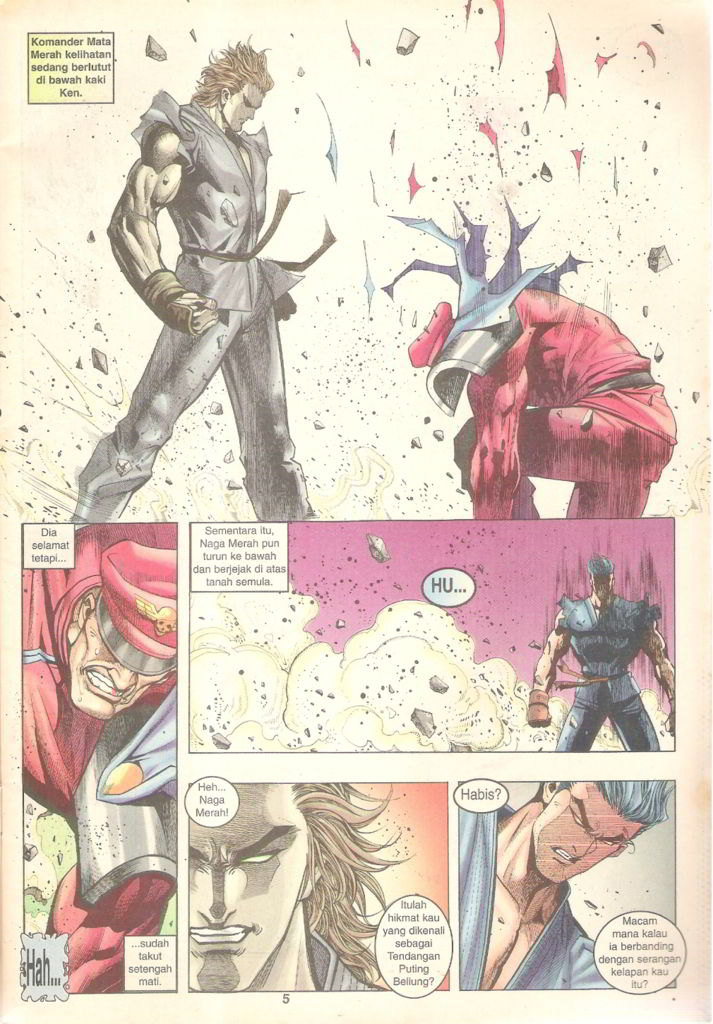 Komander Mata
Merah kelihatan
sedang berlutut
di bawah kaki
Ken.
Dia
selamat
tetapi...
Sementara itu,
Naga Merah pun
turun ke bawah
dan berjejak di atas
tanah semula.
HU...
Hah...
...sudah
takut
setengah
mati.
Heh...
Naga
Merah!
Itulah
hikmat kau
yang dikenali
sebagai
Tendangan
Puting
Beliung?
Habis?
Macam
mana kalau
ia berbanding
dengan serangan
kelapan kau
itu?
5